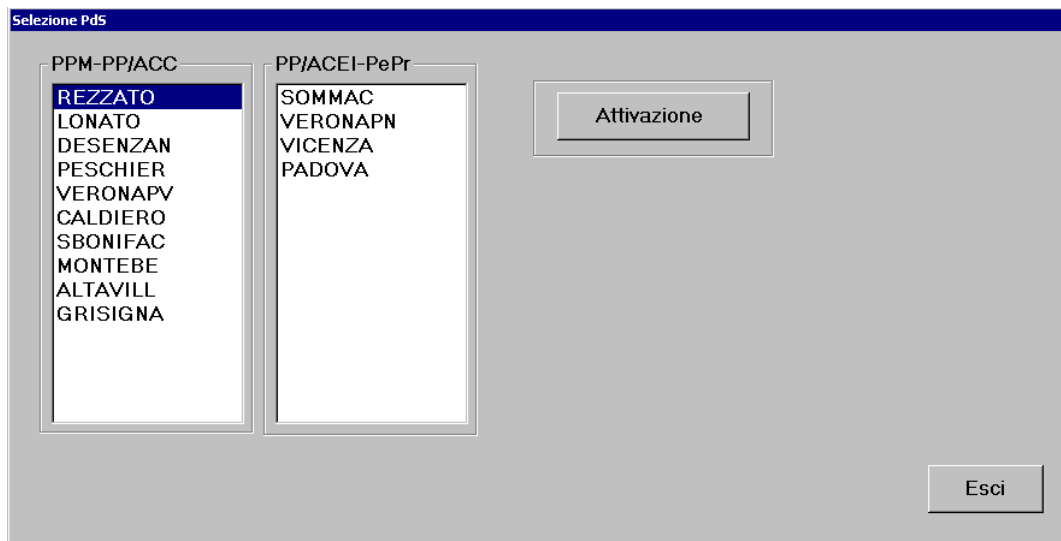 Selezione PdS
PPM-PP/ACC
REZZATO
LONATO
DESENZAN
PESCHIER
VERONAPV
CALDIERO
SBONIFAC
MONTEBE
ALTAVILL
GRISIGNA
PP/ACEI-PePr
SOMMAC
VERONAPN
VICENZA
PADOVA
Attivazione
Esci